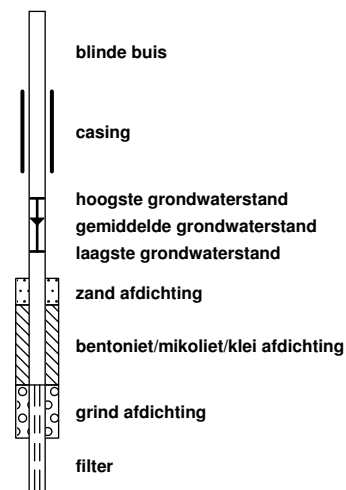 blinde buis
casing
hoogste grondwaterstand
gemiddelde grondwaterstand
laagste grondwaterstand
zand afdichting
bentoniet/mikoliet/klei afdichting
grind afdichting
filter